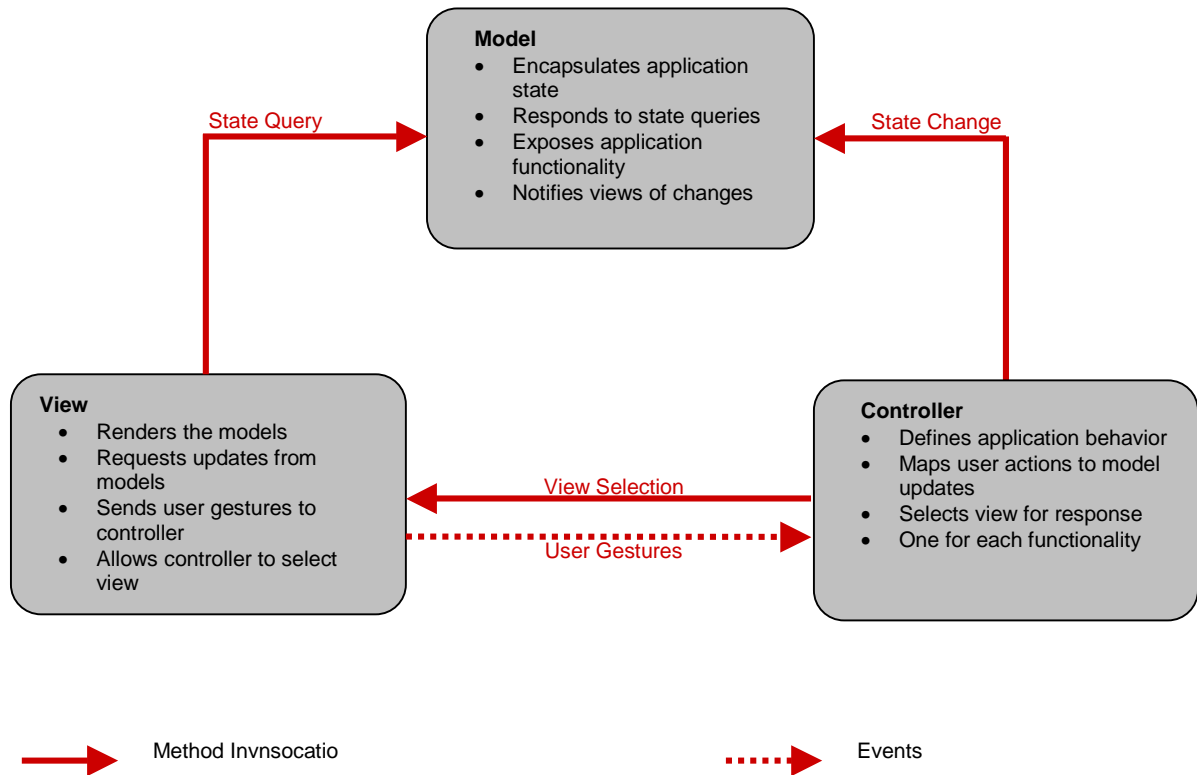 Model
• Encapsulates application
state
• Responds to state queries
• Exposes application
functionality
• Notifies views of changes
State Query
State Change
View
• Renders the models
• Requests updates from
models
• Sends user gestures to
controller
• Allows controller to select
view
View Selection
User Gestures
Controller
• Defines application behavior
• Maps user actions to model
updates
• Selects view for response
• One for each functionality
Method Invnsocatio
Events